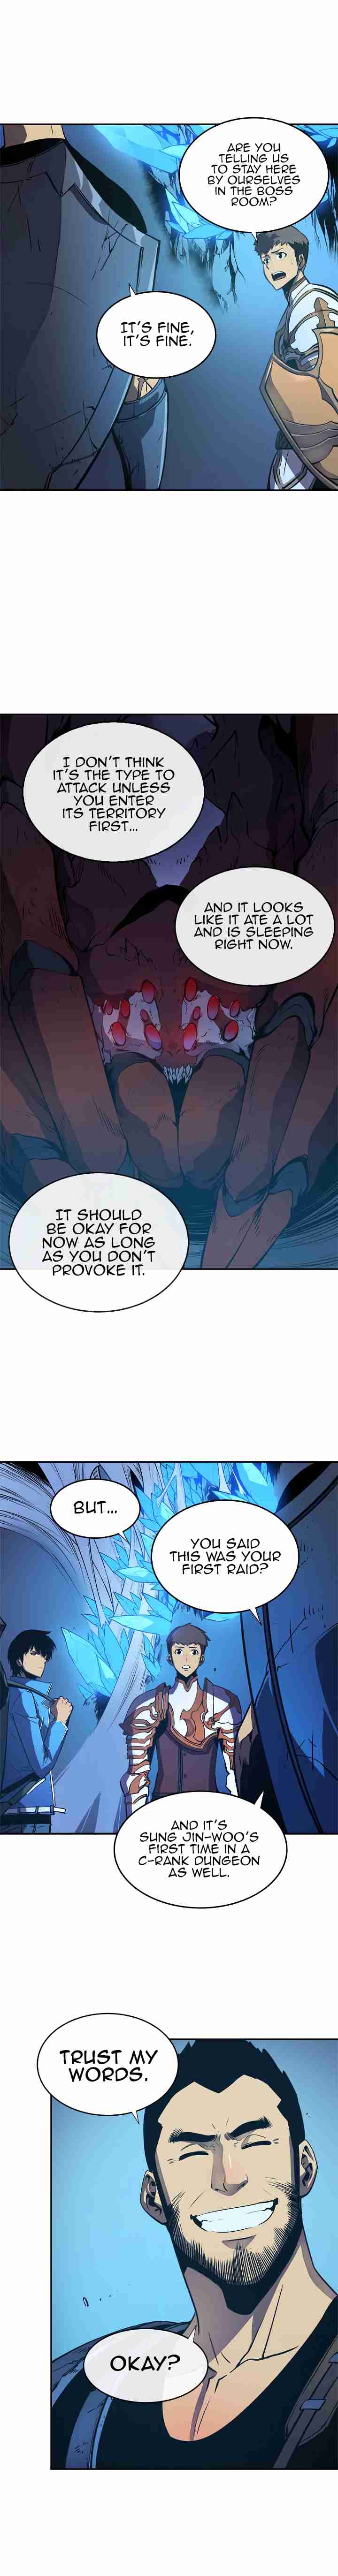 ARE YOU
TELLING US
TO STAY HERE
BY OURSELVES
IN THE BOSS
ROOM?
IT'S FINE,
IT'S FINE.
I DON'T THINK
IT'S THE TYPE TO
ATTACK UNLESS
YOU ENTER
ITS TERRITORY
FIRST...
AND IT LOOKS
LIKE IT ATE A LOT
AND IS SLEEPING
RIGHT NOW.
IT SHOULD
BE OKAY FOR
NOW AS LONG
AS YOU DON'T
PROVOKE IT.
BUT...
YOU SAID
THIS WAS YOUR
FIRST RAID?
AND IT'S
SUNG JIN-WOO'S
FIRST TIME IN A
C-RANK DUNGEON
AS WELL.
TRUST MY
WORDS.
OKAY?